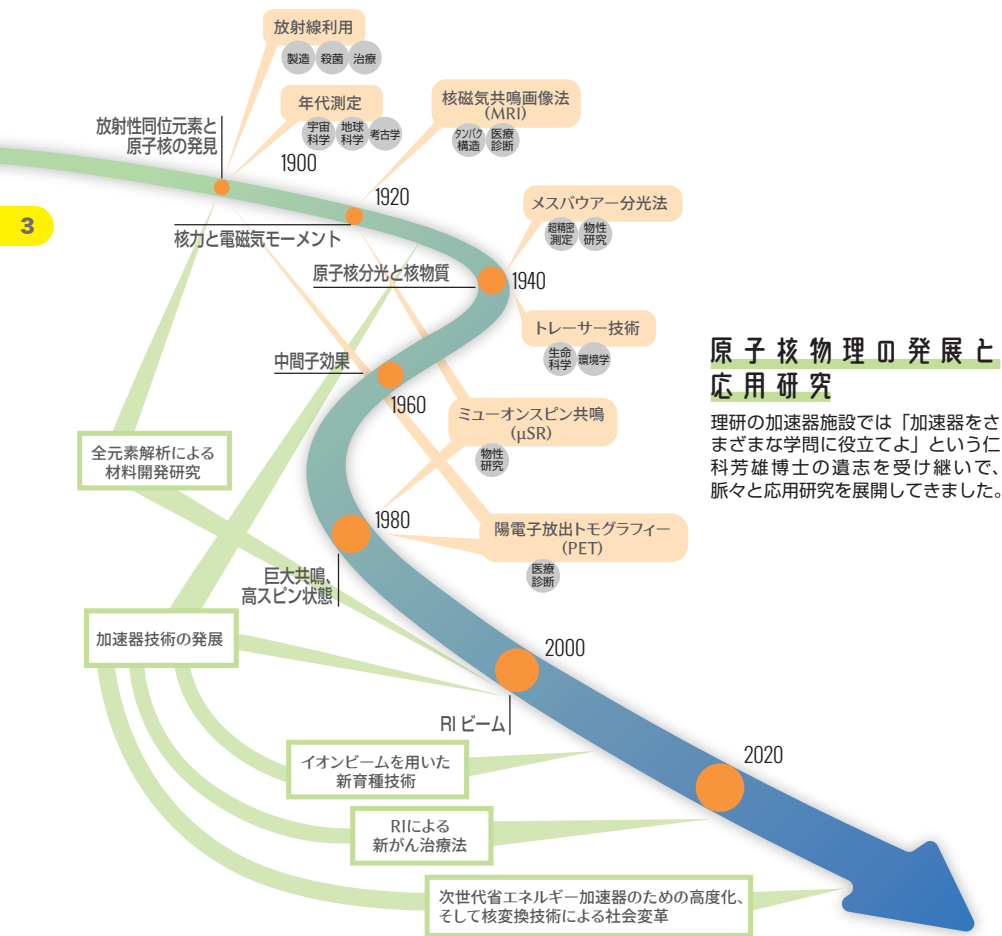 放射線利用
製造 殺菌 治療
年代測定
宇宙
科学
地球
科学
考古学
核磁気共鳴画像法
(MRI)
タンパク
構造
医療
診断
放射性同位元素と
原子核の発見
1900
1920
3
核力と電磁気モーメント
メスバウアー分光法
超精密
測定
物性
研究
原子核分光と核物質
1940
トレーサー技術
生命
科学
環境学
原子核物理の発展と
応用研究
理研の加速器施設では「加速器をさ
まざまな学問に役立てよ」という仁
科芳雄博士の遺志を受け継いで、
脈々と応用研究を展開してきました。
中間子効果
1960
ミューオンスピン共鳴
(μSR)
物性
研究
全元素解析による
材料開発研究
1980
陽電子放出トモグラフィー
(PET)
医療
診断
巨大共鳴、
高スピン状態
加速器技術の発展
2000
RI ビーム
イオンビームを用いた
新育種技術
2020
RIによる
新がん治療法
次世代省エネルギー加速器のための高度化、
そして核変換技術による社会変革